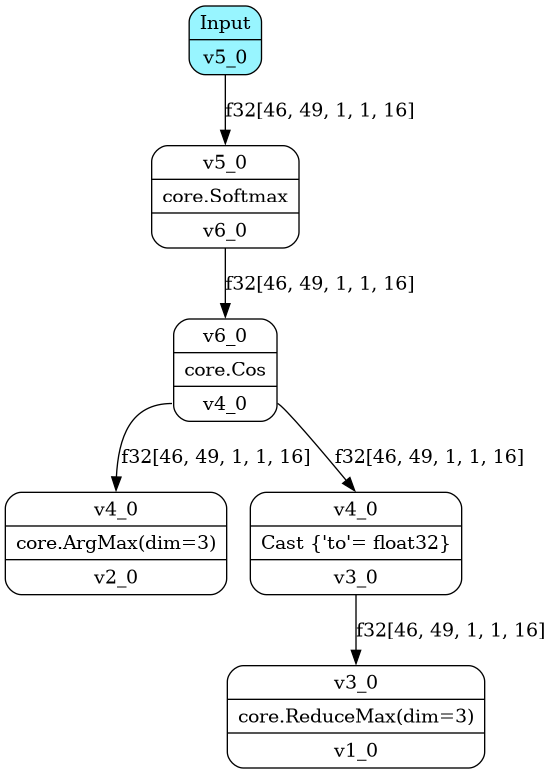 Input
v5_0
f32[46, 49, 1, 1, 16]
v5_0
core.Softmax
v6_0
f32[46, 49, 1, 1, 16]
v6_0
core.Cos
v4_0
f32[46, 49, 1, 1, 16]
f32[46, 49, 1, 1, 16]
v4_0
core.ArgMax(dim=3)
v2_0
v4_0
Cast {'to'= float32}
v3_0
f32[46, 49, 1, 1, 16]
v3_0
core.ReduceMax(dim=3)
v1_0